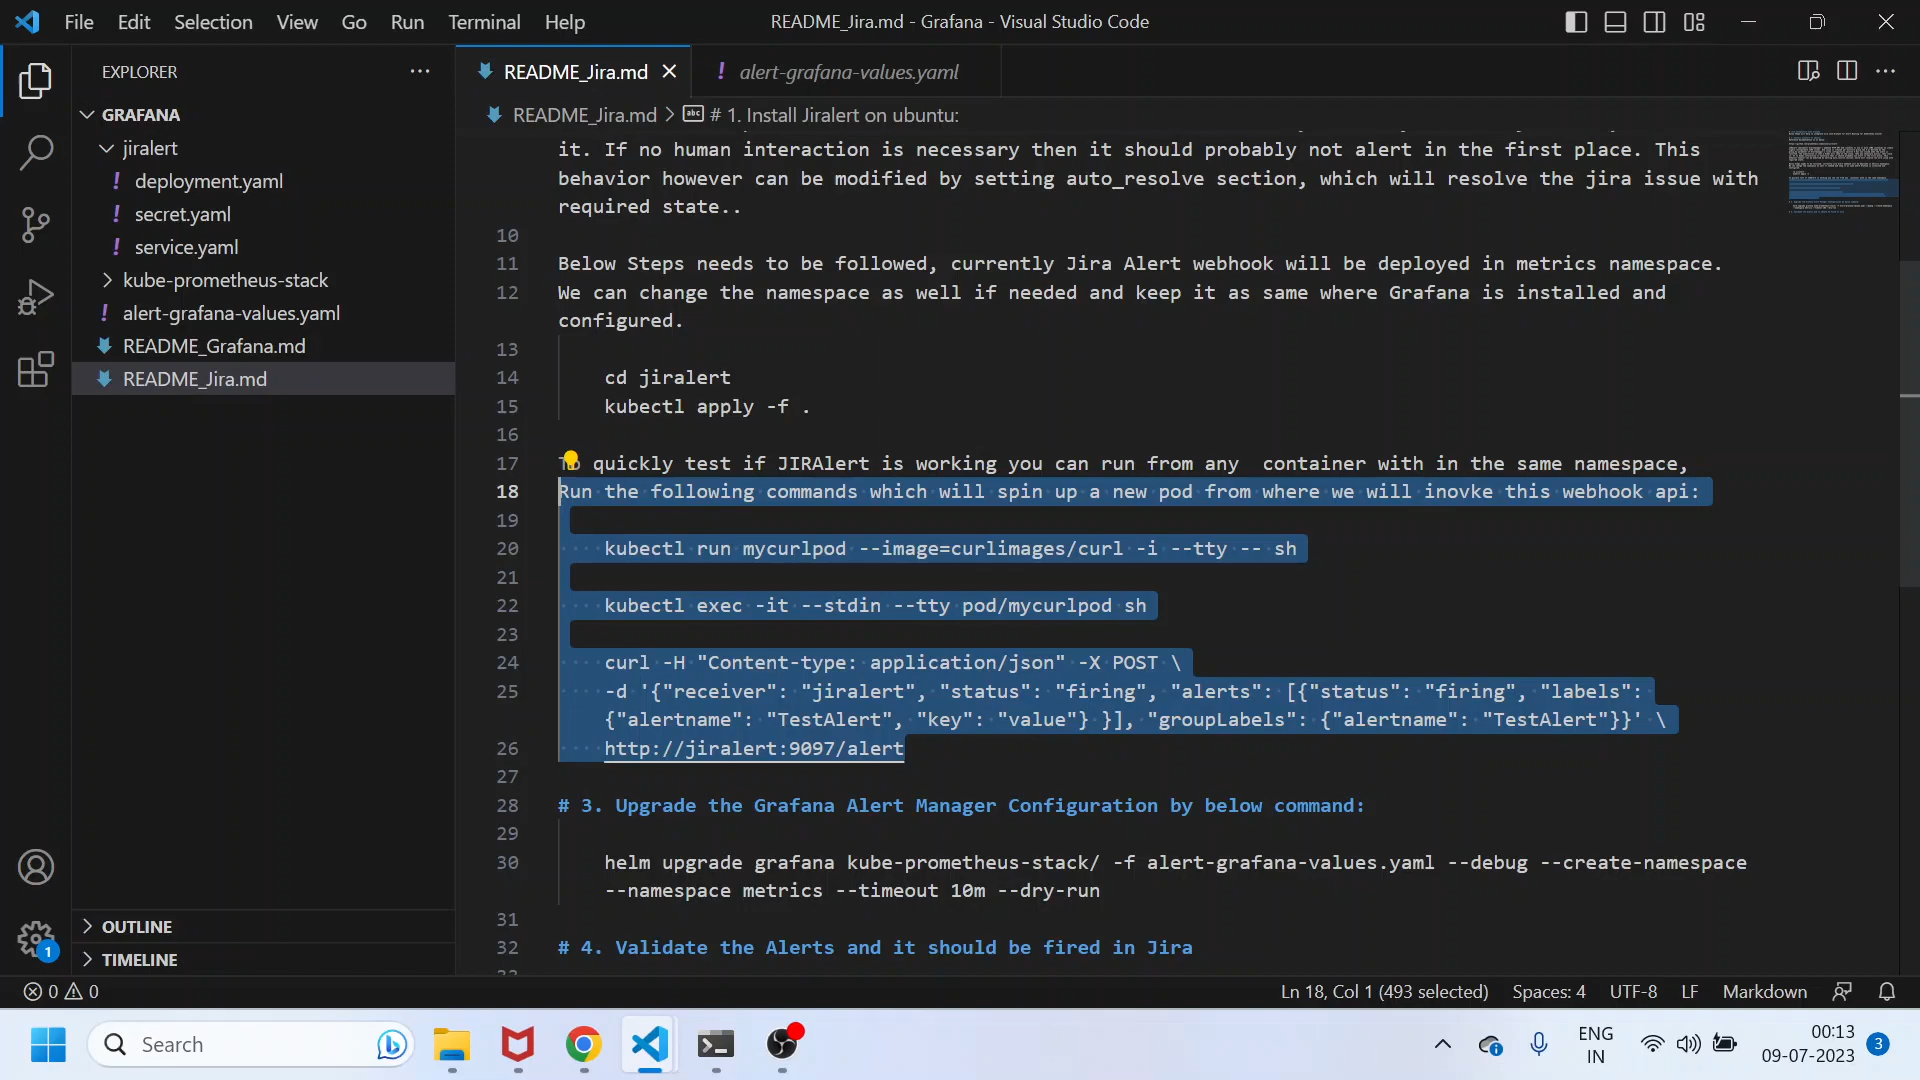 File Edit Selection View Go Run Terminal Help
README_Jira.md - Grafana - Visual Studio Code
EXPLORER
GRAFANA
jiralert
deployment.yaml
secret.yaml
service.yaml
kube-prometheus-stack
alert-grafana-values.yaml
README_Grafana.md
README_Jira.md
OUTLINE
TIMELINE
README_Jira.md
! alert-grafana-values.yaml
README_Jira.md > # 1. Install Jiralert on ubuntu:
it. If no human interaction is necessary then it should probably not alert in the first place. This
behavior however can be modified by setting auto_resolve section, which will resolve the jira issue with
required state..
10
11 Below Steps needs to be followed, currently Jira Alert webhook will be deployed in metrics namespace.
12 We can change the namespace as well if needed and keep it as same where Grafana is installed and
configured.
13
14 cd jiralert
15 kubectl apply -f .
16
17 To quickly test if JIRAlert is working you can run from any  container with in the same namespace,
18 Run the following commands which will spin up a new pod from where we will inovke this webhook api:
19
20 kubectl run mycurlpod --image=curlimages/curl -i --tty -- sh
21
22 kubectl exec -it --stdin --tty pod/mycurlpod sh
23
24 curl -H "Content-type: application/json" -X POST \
25 -d '{"receiver": "jiralert", "status": "firing", "alerts": [{"status": "firing", "labels":
{"alertname": "TestAlert", "key": "value"} }], "groupLabels": {"alertname": "TestAlert"}}' \
26 http://jiralert:9097/alert
27
28 # 3. Upgrade the Grafana Alert Manager Configuration by below command:
29
30 helm upgrade grafana kube-prometheus-stack/ -f alert-grafana-values.yaml --debug --create-namespace
--namespace metrics --timeout 10m --dry-run
31
32 # 4. Validate the Alerts and it should be fired in Jira
1
0 0
Ln 18, Col 1 (493 selected) Spaces: 4 UTF-8 LF Markdown
Search
ENG
IN
00:13
09-07-2023
3